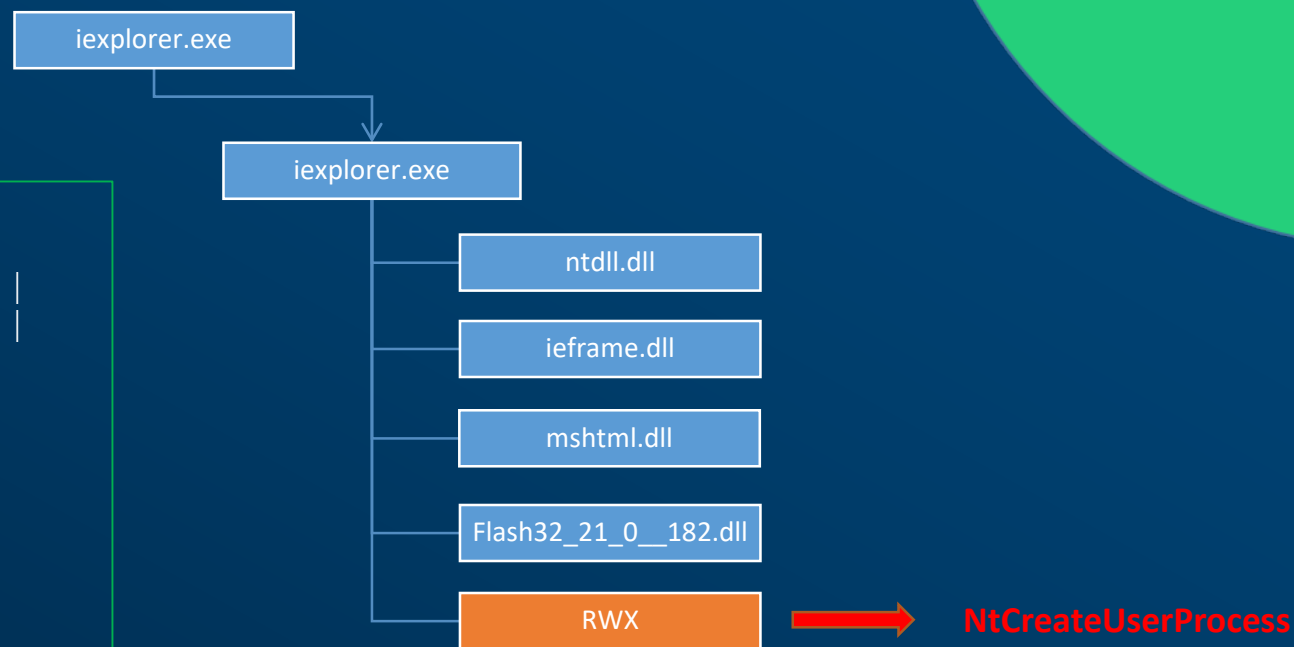 iexplorer.exe
iexplorer.exe
ntdll.dll
ieframe.dll
mshtml.dll
Flash32_21_0__182.dll
RWX
NtCreateUserProcess